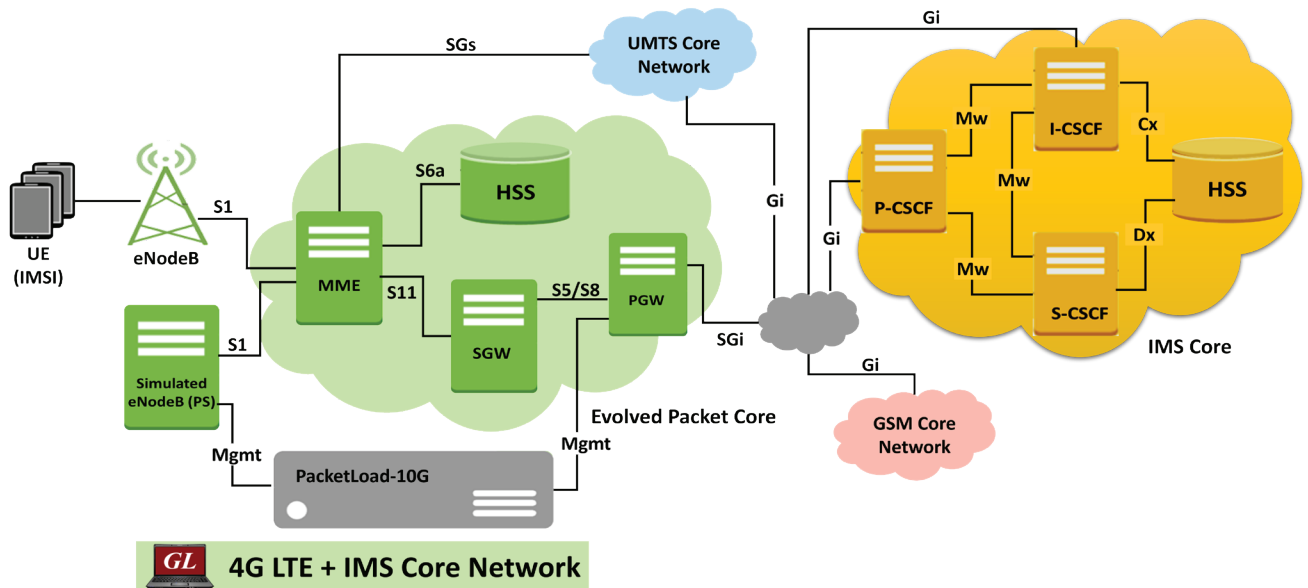 Gi
SGs
UMTS Core
Network
I-CSCF
Mw
Cx
S6a
HSS
P-CSCF
Mw
HSS
Gi
S1
UE
(IMSI)
eNodeB
MME
S11
S5/S8
PGW
Gi
Mw
Dx
S-CSCF
SGi
IMS Core
S1
SGW
Simulated
eNodeB (PS)
Gi
Evolved Packet Core
GSM Core
Network
Mgmt
Mgmt
PacketLoad-10G
GL
4G LTE + IMS Core Network